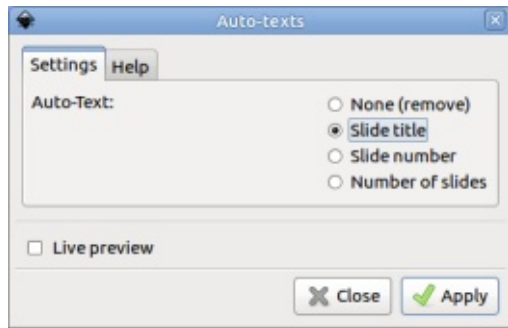 Auto-texts
Settings Help
Auto-Text:
None (remove)
Slide title
Slide number
Number of slides
Live preview
Close Apply